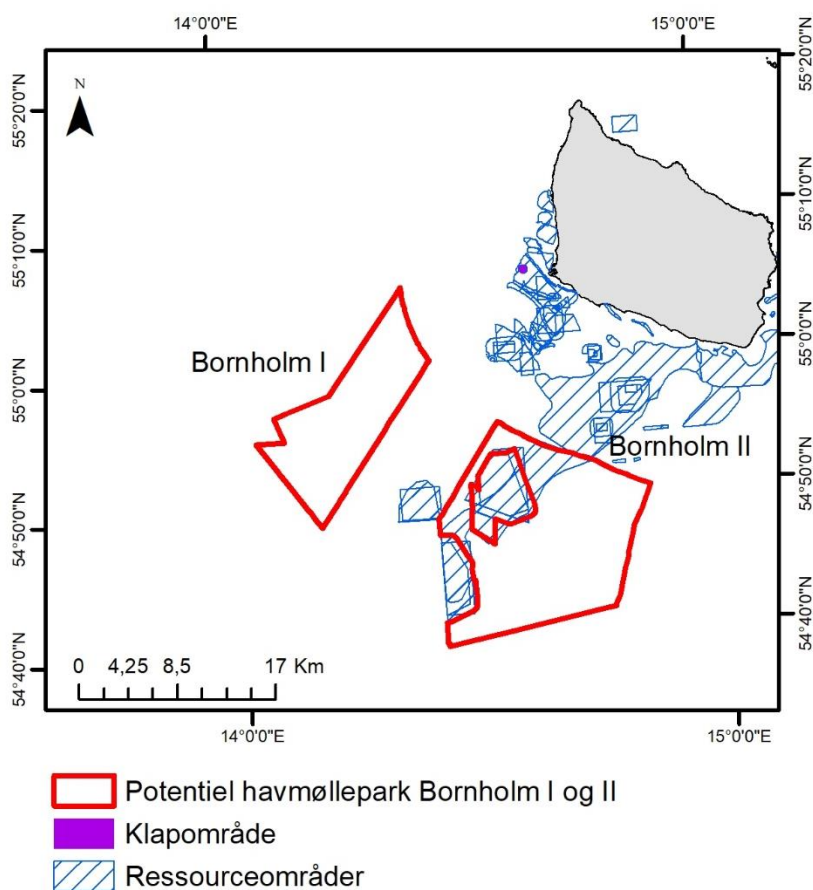 14°0'0"E 15°0'0"E
55°20'0"N
55°20'0"N
N
55°10'0"N
55°10'0"N
55°0'0"N
Bornholm I
55°0'0"N
Bornholm II
54°50'0"N
54°50'0"N
54°40'0"N
0 4,25 8,5 17 Km
54°40'0"N
14°0'0"E 15°0'0"E
Potentiel havmøllepark Bornholm I og II
Klapområde
Ressourceområder